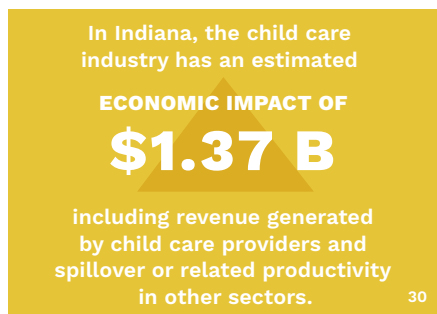 In Indiana, the child care
industry has an estimated
ECONOMIC IMPACT OF
$1.37 B
including revenue generated
by child care providers and
spillover or related productivity
in other sectors.
30